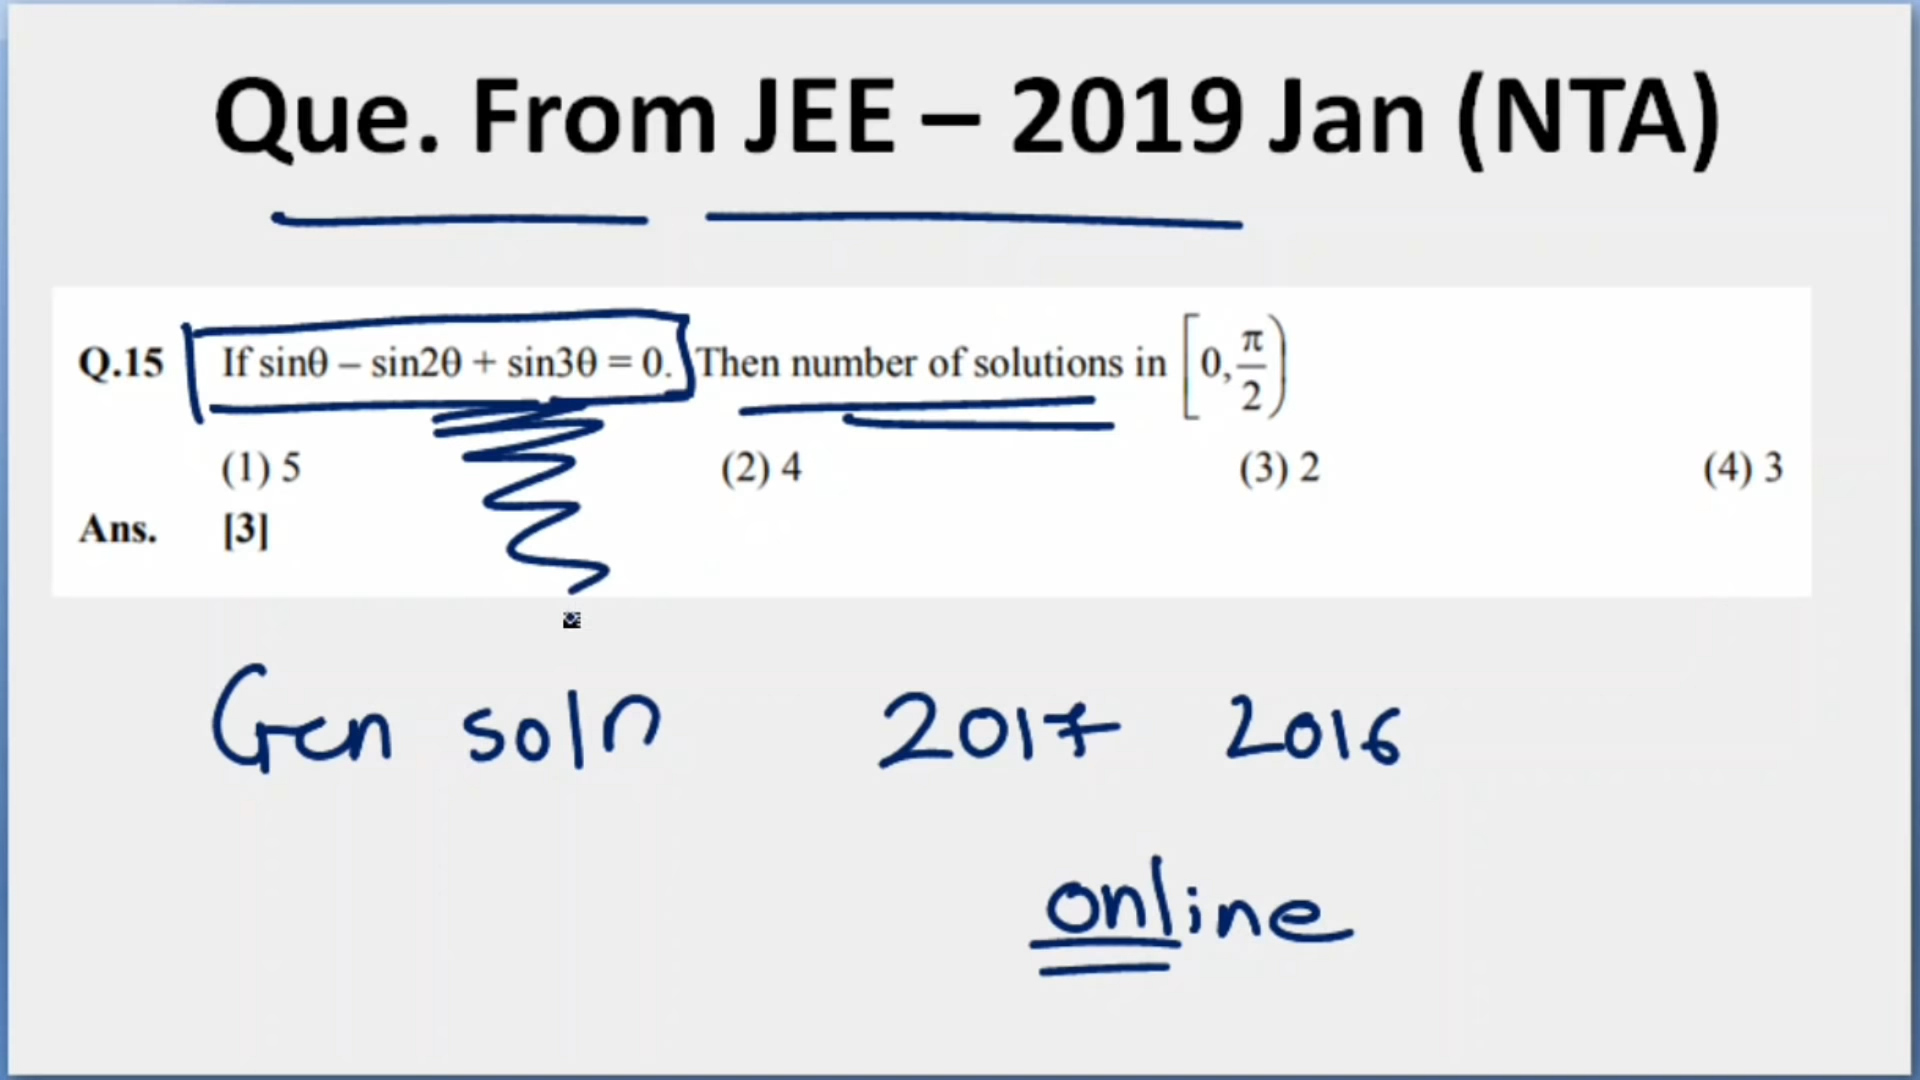 Que. From JEE – 2019 Jan (NTA)
Q.15 If sinθ – sin2θ + sin3θ = 0. Then number of solutions in [0, π/2)
(1) 5 (2) 4 (3) 2 (4) 3
Ans. [3]
Gen soln 2017 2016
online